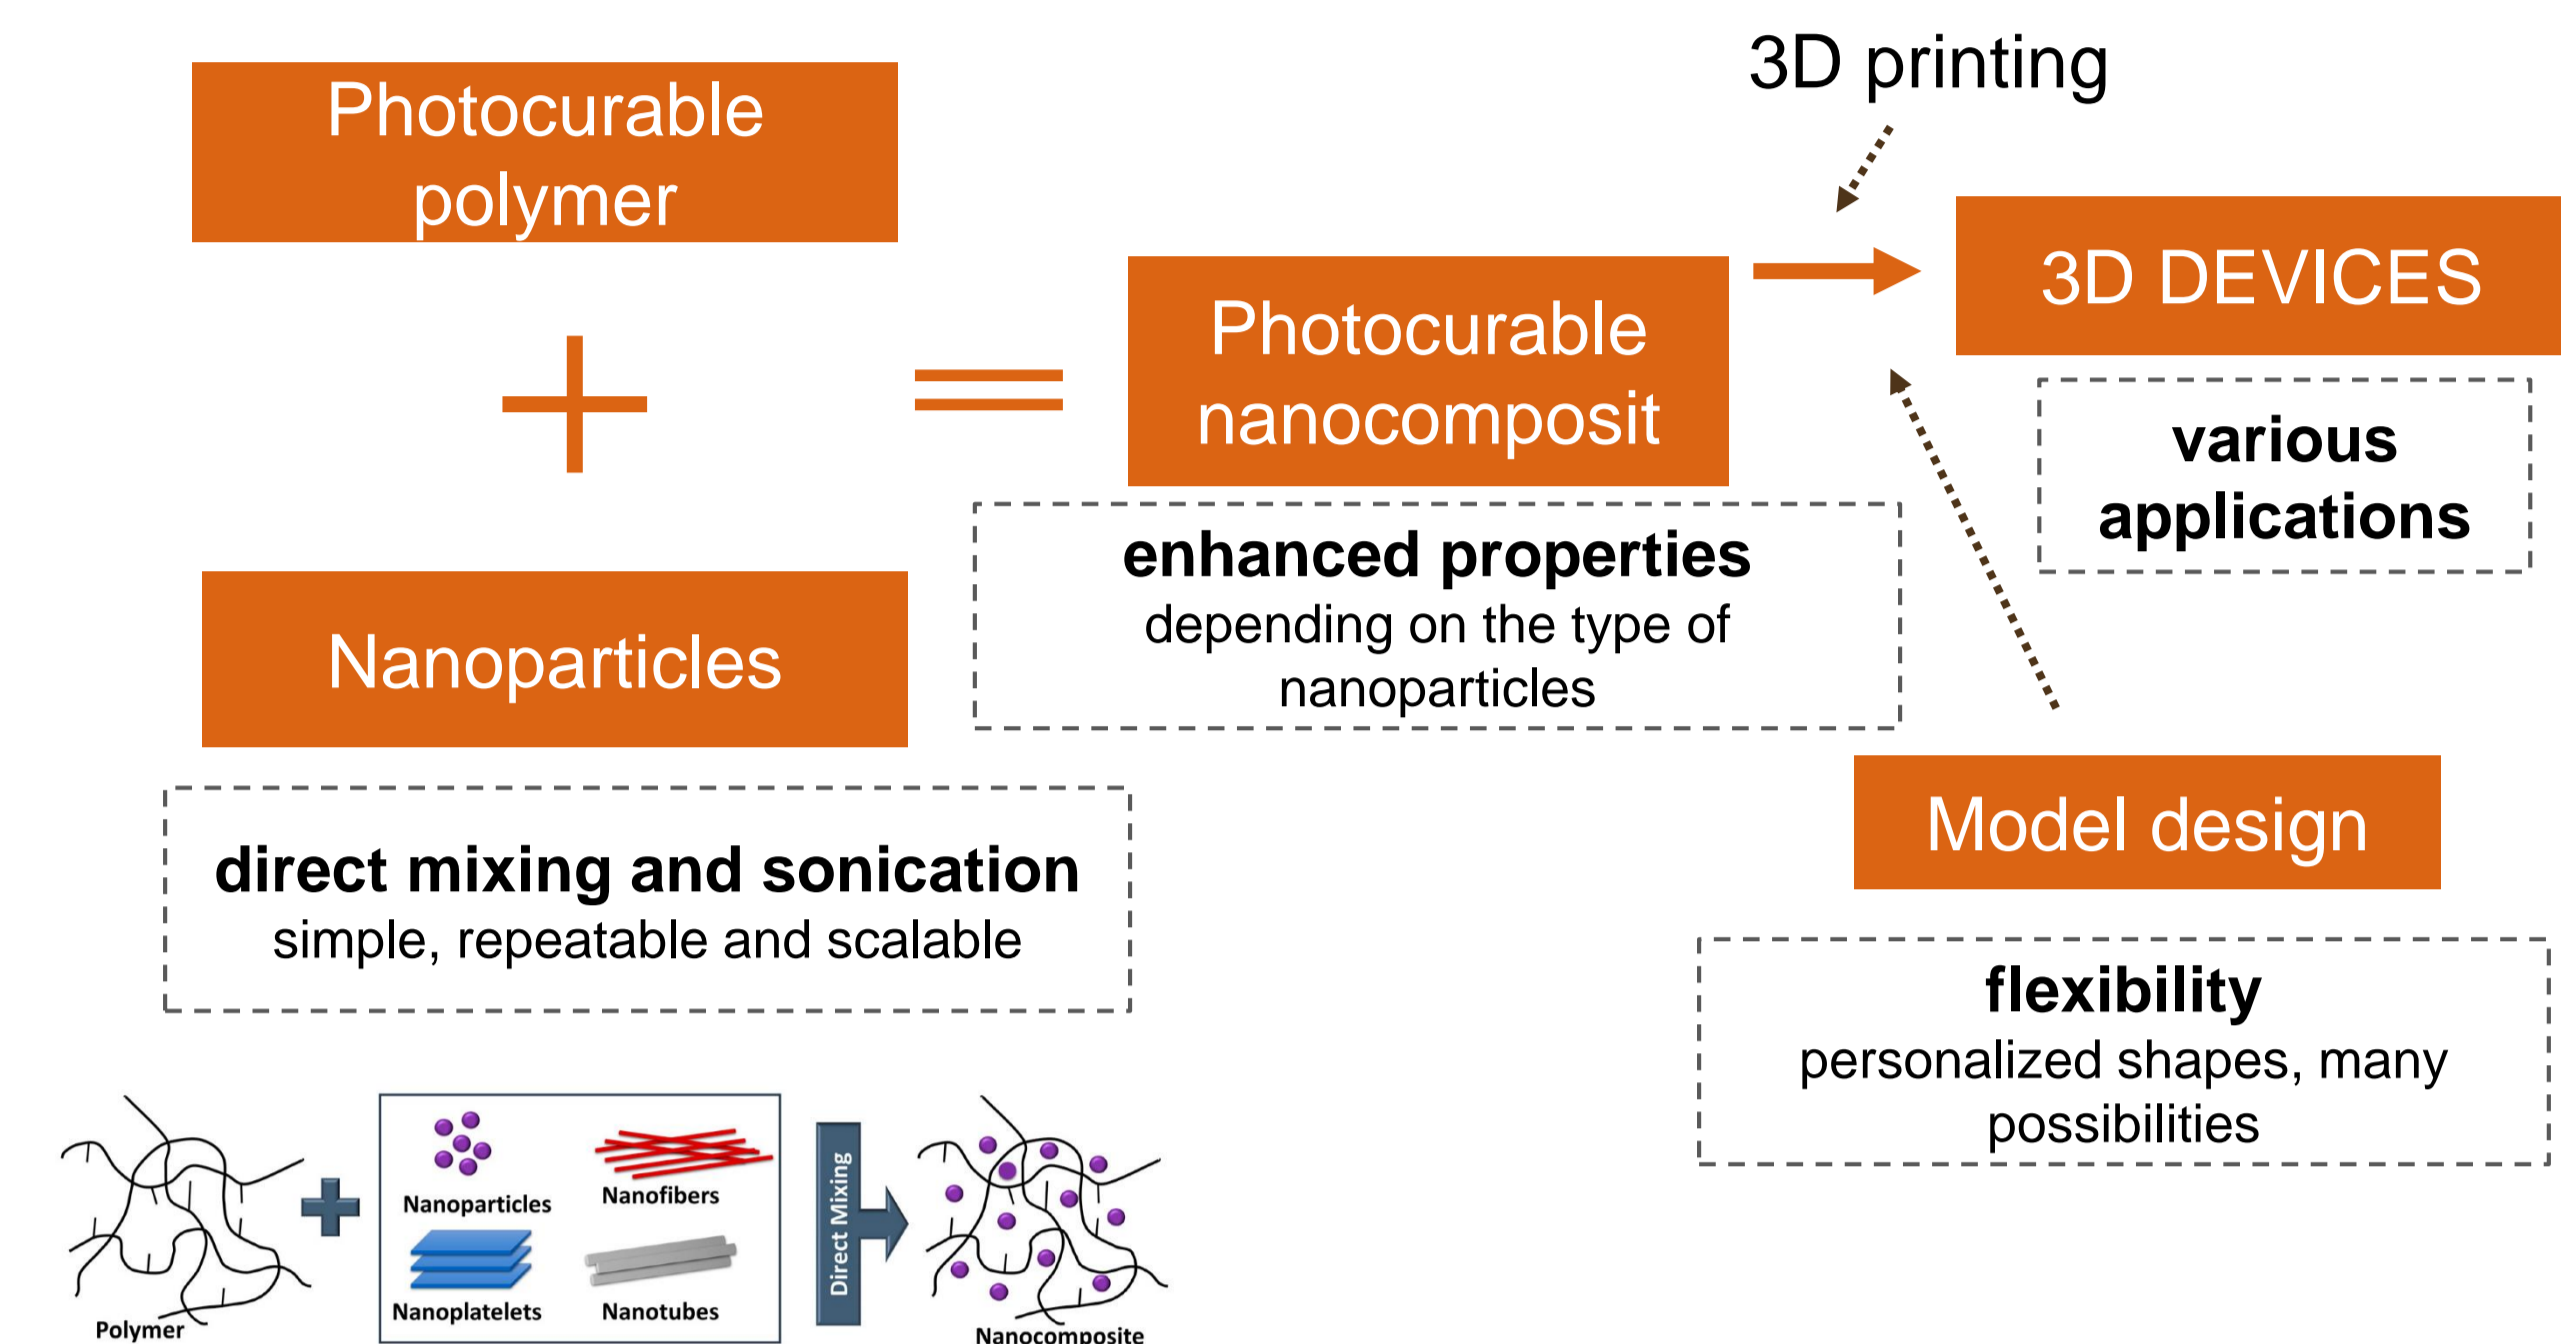 3D printing
Photocurable
polymer
3D DEVICES
Photocurable
nanocomposit
various
applications
enhanced properties
depending on the type of
nanoparticles
Nanoparticles
direct mixing and sonication
simple, repeatable and scalable
Model design
flexibility
personalized shapes, many
possibilities
Nanoparticles
Nanofibers
Nanoplatelets
Nanotubes
Polymer
Direct Mixing
Nanocomposite